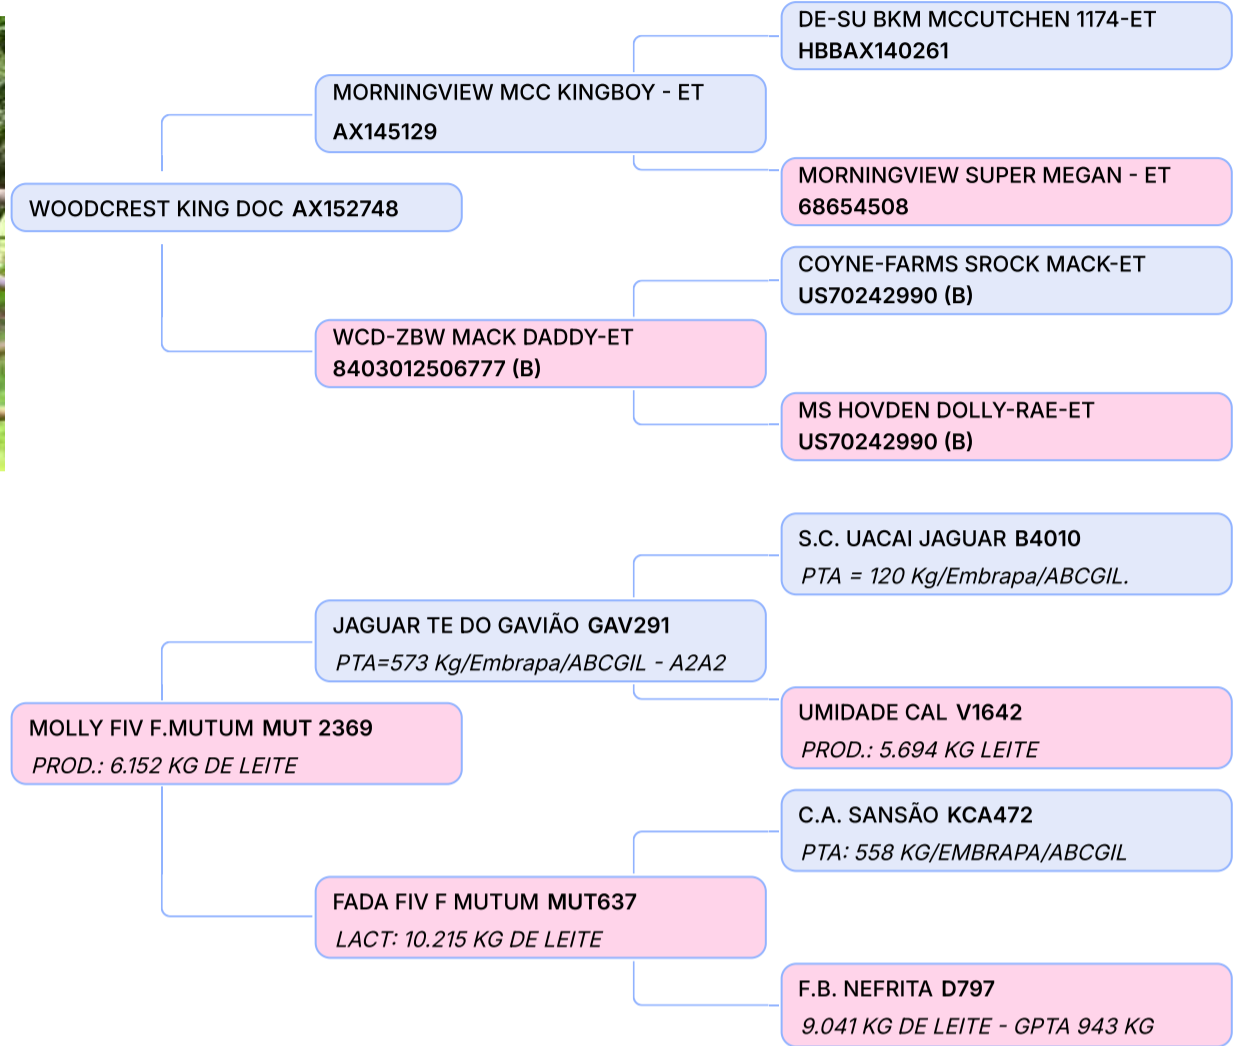 DE-SU BKM MCCUTCHEN 1174-ET
HBBAX140261
MORNINGVIEW MCC KINGBOY - ET
AX145129
MORNINGVIEW SUPER MEGAN - ET
68654508
WOODCREST KING DOC AX152748
COYNE-FARMS SROCK MACK-ET
US70242990 (B)
WCD-ZBW MACK DADDY-ET
8403012506777 (B)
MS HOVDEN DOLLY-RAE-ET
US70242990 (B)
S.C. UACAI JAGUAR B4010
PTA = 120 Kg/Embrapa/ABCGIL.
JAGUAR TE DO GAVIÃO GAV291
PTA=573 Kg/Embrapa/ABCGIL - A2A2
UMIDADE CAL V1642
PROD.: 5.694 KG LEITE
MOLLY FIV F.MUTUM MUT 2369
PROD.: 6.152 KG DE LEITE
C.A. SANSÃO KCA472
PTA: 558 KG/EMBRAPA/ABCGIL
FADA FIV F MUTUM MUT637
LACT: 10.215 KG DE LEITE
F.B. NEFRITA D797
9.041 KG DE LEITE - GPTA 943 KG